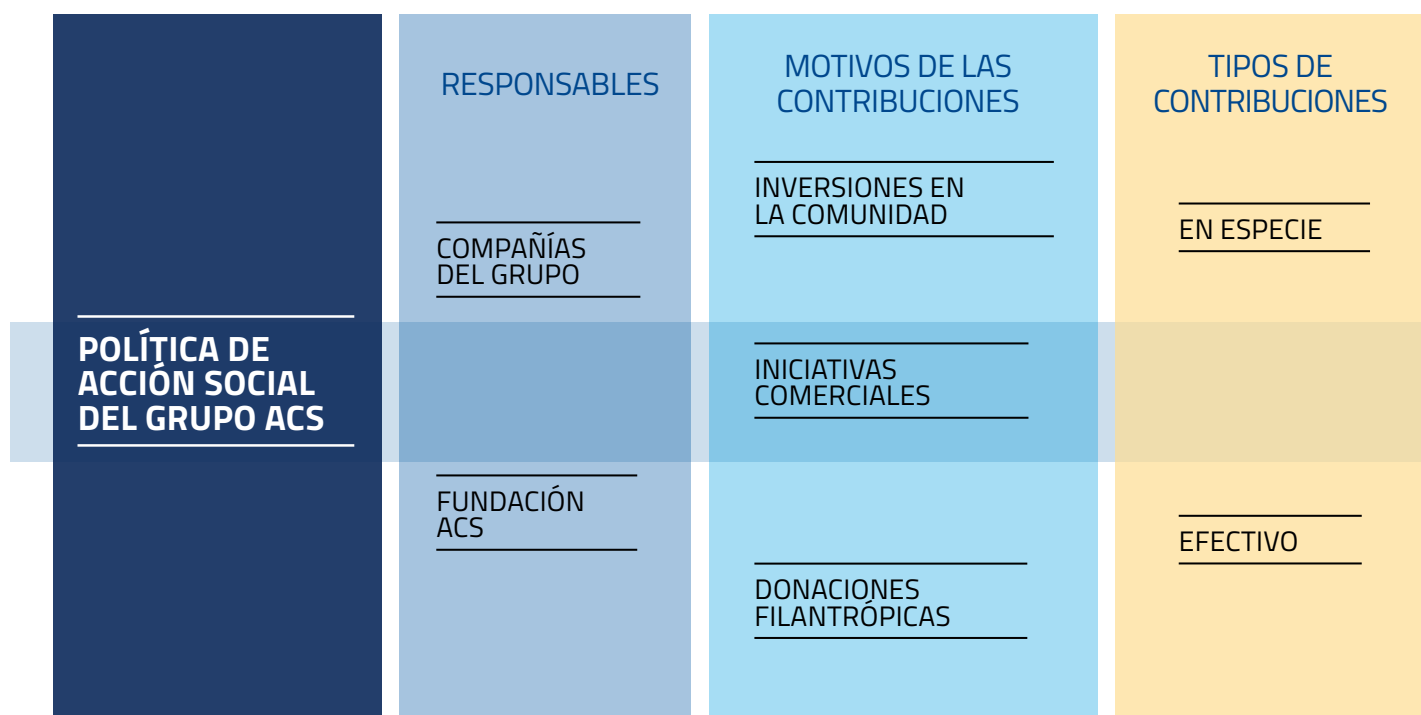 POLÍTICA DE
ACCIÓN SOCIAL
DEL GRUPO ACS
RESPONSABLES
COMPAÑÍAS
DEL GRUPO
FUNDACIÓN
ACS
MOTIVOS DE LAS
CONTRIBUCIONES
INVERSIONES EN
LA COMUNIDAD
INICIATIVAS
COMERCIALES
DONACIONES
FILANTRÓPICAS
TIPOS DE
CONTRIBUCIONES
EN ESPECIE
EFECTIVO